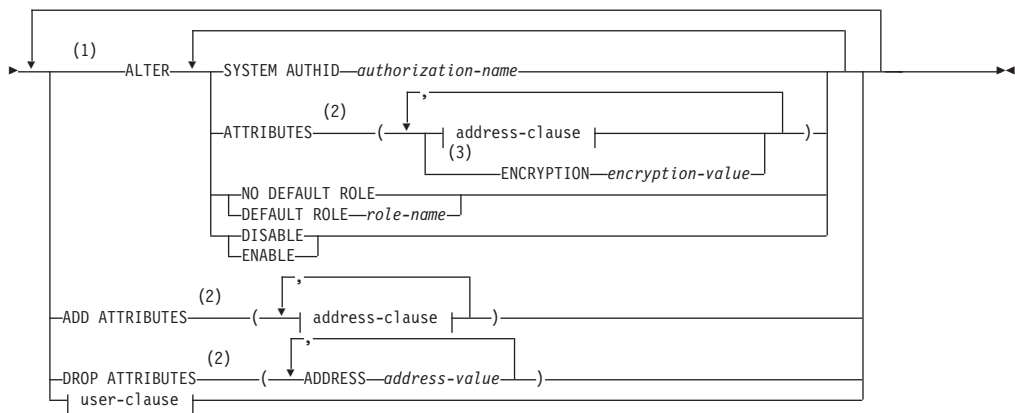 (1)
ALTER SYSTEM AUTHID authorization-name
,
(2)
ATTRIBUTES ( address-clause )
(3)
ENCRYPTION encryption-value
NO DEFAULT ROLE
DEFAULT ROLE role-name
DISABLE
ENABLE
,
(2)
ADD ATTRIBUTES ( address-clause )
,
(2)
DROP ATTRIBUTES ( ADDRESS address-value )
user-clause